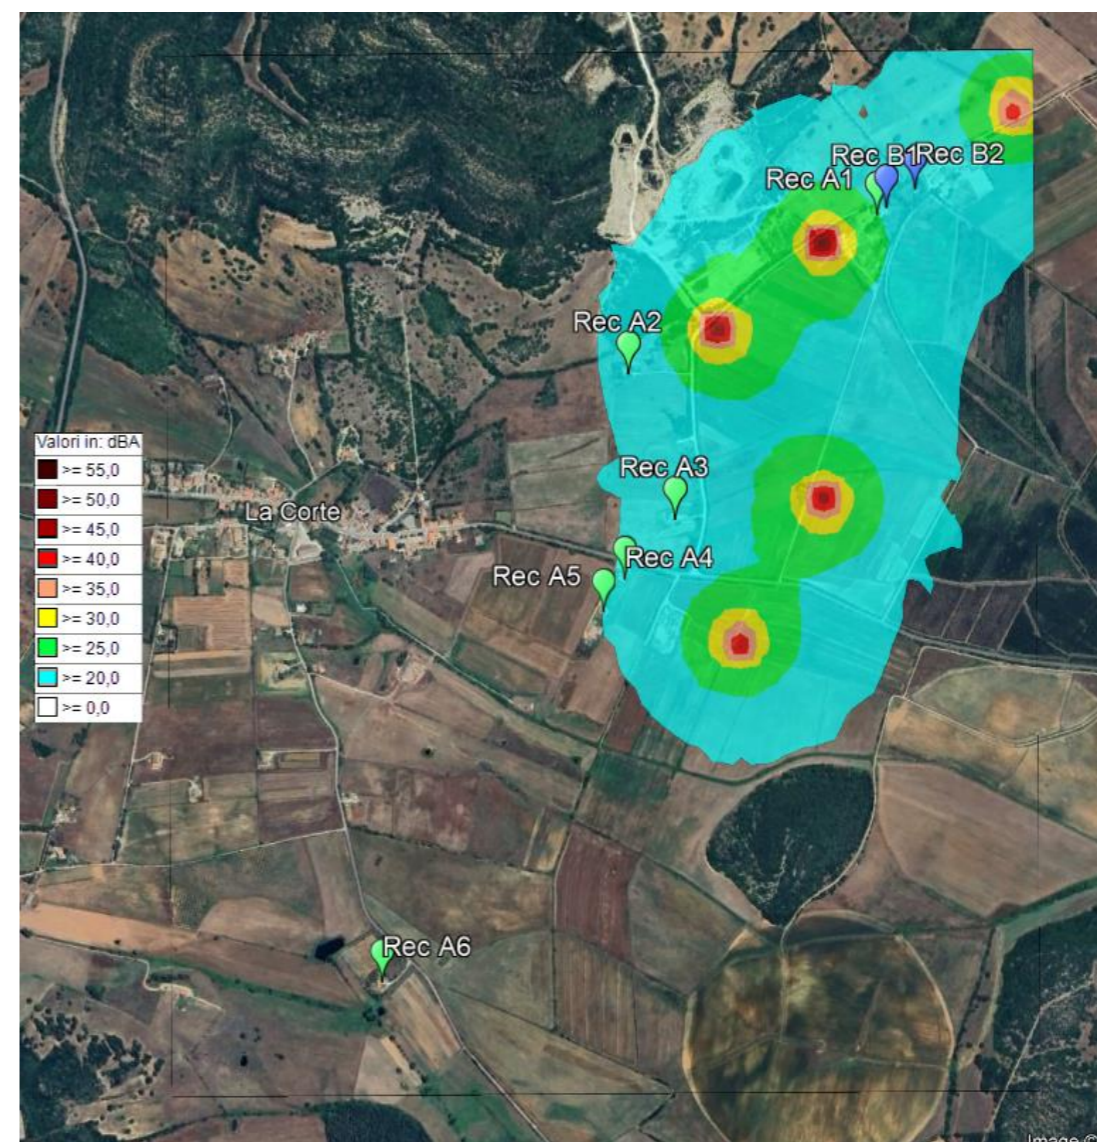 Rec B1
Rec B2
Rec A1
Rec A2
Valori in: dBA
>= 55,0
>= 50,0
>= 45,0
>= 40,0
>= 35,0
>= 30,0
>= 25,0
>= 20,0
>= 0,0
Rec A3
La Corte
Rec A4
Rec A5
Rec A6
Image ©